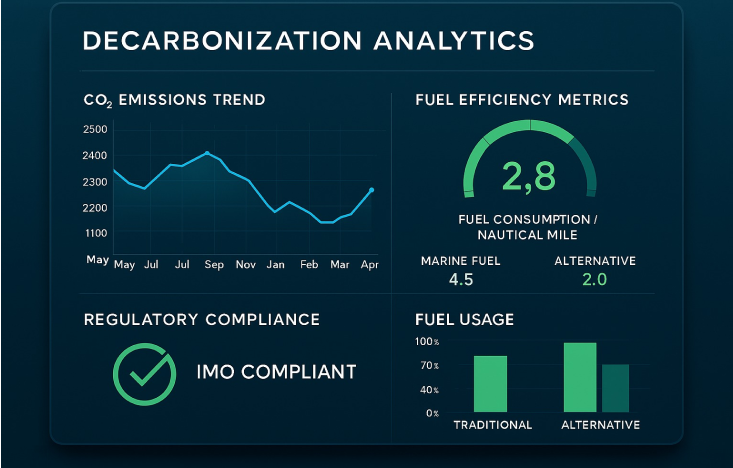 DECARBONIZATION ANALYTICS
CO₂ EMISSIONS TREND
2500
2400
2300
2200
1100
May May Jul Jul Sep Nov Jan Feb Mar Apr
FUEL EFFICIENCY METRICS
2,8
FUEL CONSUMPTION /
NAUTICAL MILE
MARINE FUEL ALTERNATIVE
4.5 2.0
REGULATORY COMPLIANCE
IMO COMPLIANT
FUEL USAGE
100%
70%
40%
0%
TRADITIONAL ALTERNATIVE